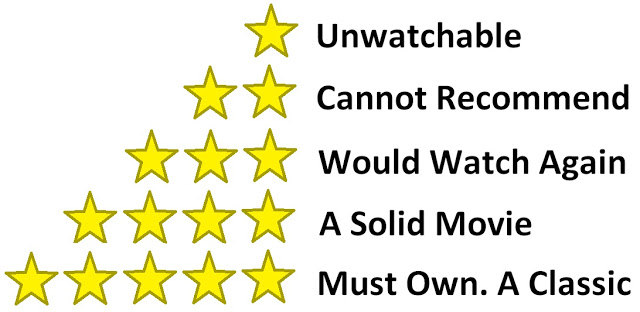 Unwatchable
Cannot Recommend
Would Watch Again
A Solid Movie
Must Own. A Classic